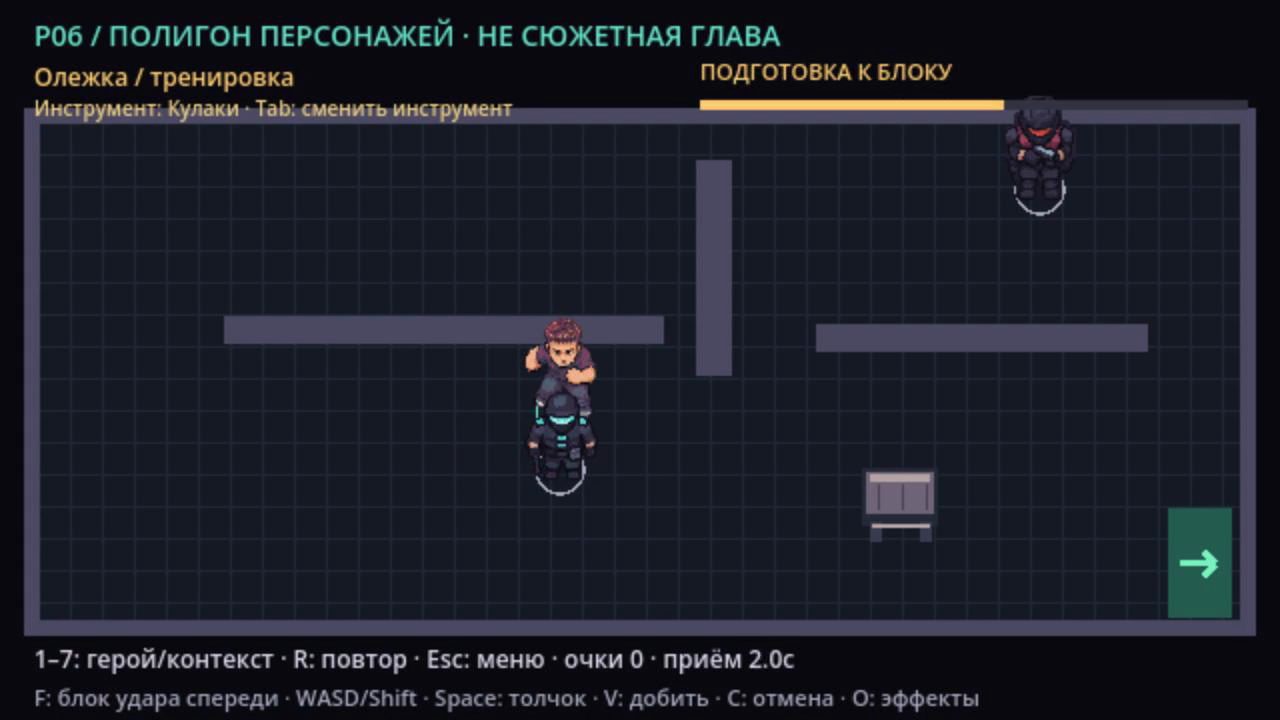 P06 / ПОЛИГОН ПЕРСОНАЖЕЙ · НЕ СЮЖЕТНАЯ ГЛАВА
Олежка / тренировка
ПОДГОТОВКА К БЛОКУ
Инструмент: Кулаки · Tab: сменить инструмент
→
1–7: герой/контекст · R: повтор · Esc: меню · очки 0 · приём 2.0с
F: блок удара спереди · WASD/Shift · Space: толчок · V: добить · C: отмена · O: эффекты